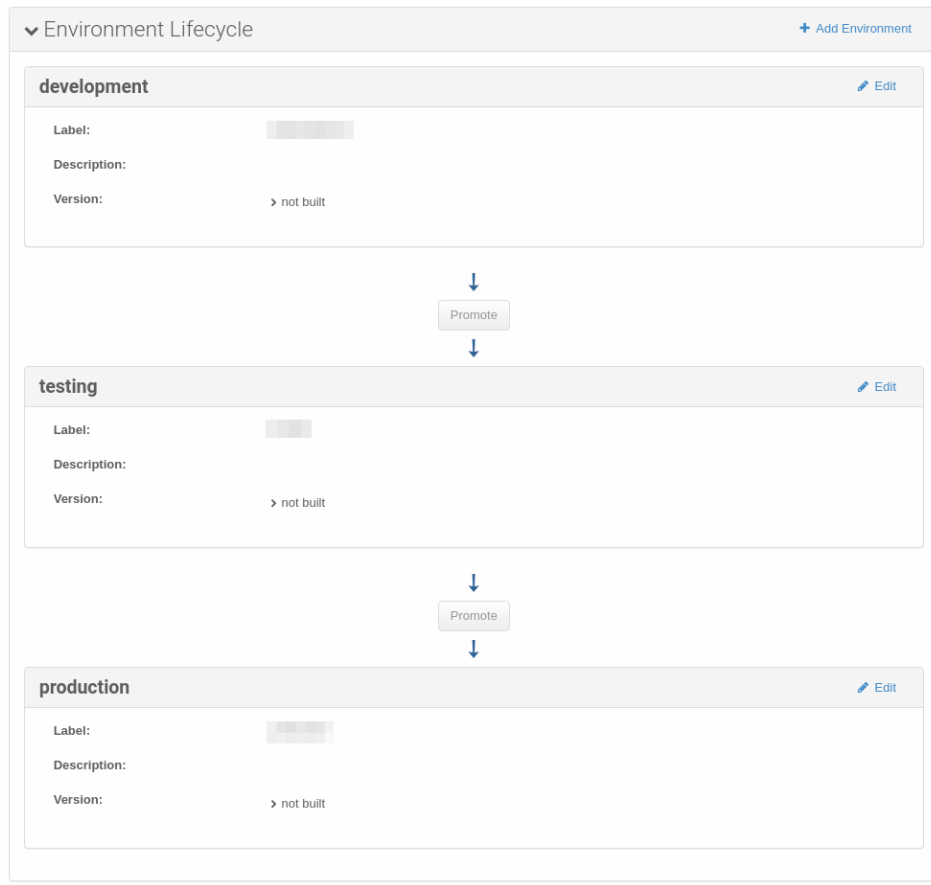 Environment Lifecycle
Add Environment
development
Edit
Label:
Description:
Version:
not built
Promote
testing
Edit
Label:
Description:
Version:
not built
Promote
production
Edit
Label:
Description:
Version:
not built